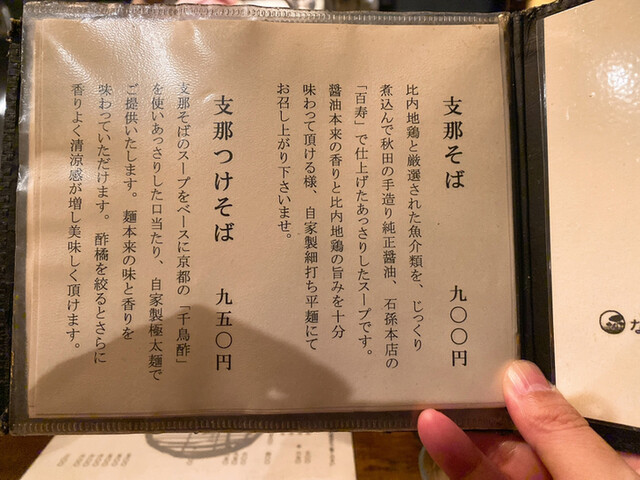 支那そば 九〇〇円
比内地鶏と厳選された魚介類を、じっくり
煮込んで秋田の手造り純正醤油、石孫本店の
「百寿」で仕上げたあっさりしたスープです。
醤油本来の香りと比内地鶏の旨みを十分
味わって頂ける様、自家製細打ち平麺にて
お召し上がり下さいませ。
支那つけそば 九五〇円
支那そばのスープをベースに京都の「千鳥酢」
を使いあっさりした口当たり、自家製極太麺で
ご提供いたします。麺本来の味と香りを
味わっていただけます。酢橘を絞るとさらに
香りよく清涼感が増し美味しく頂けます。
な